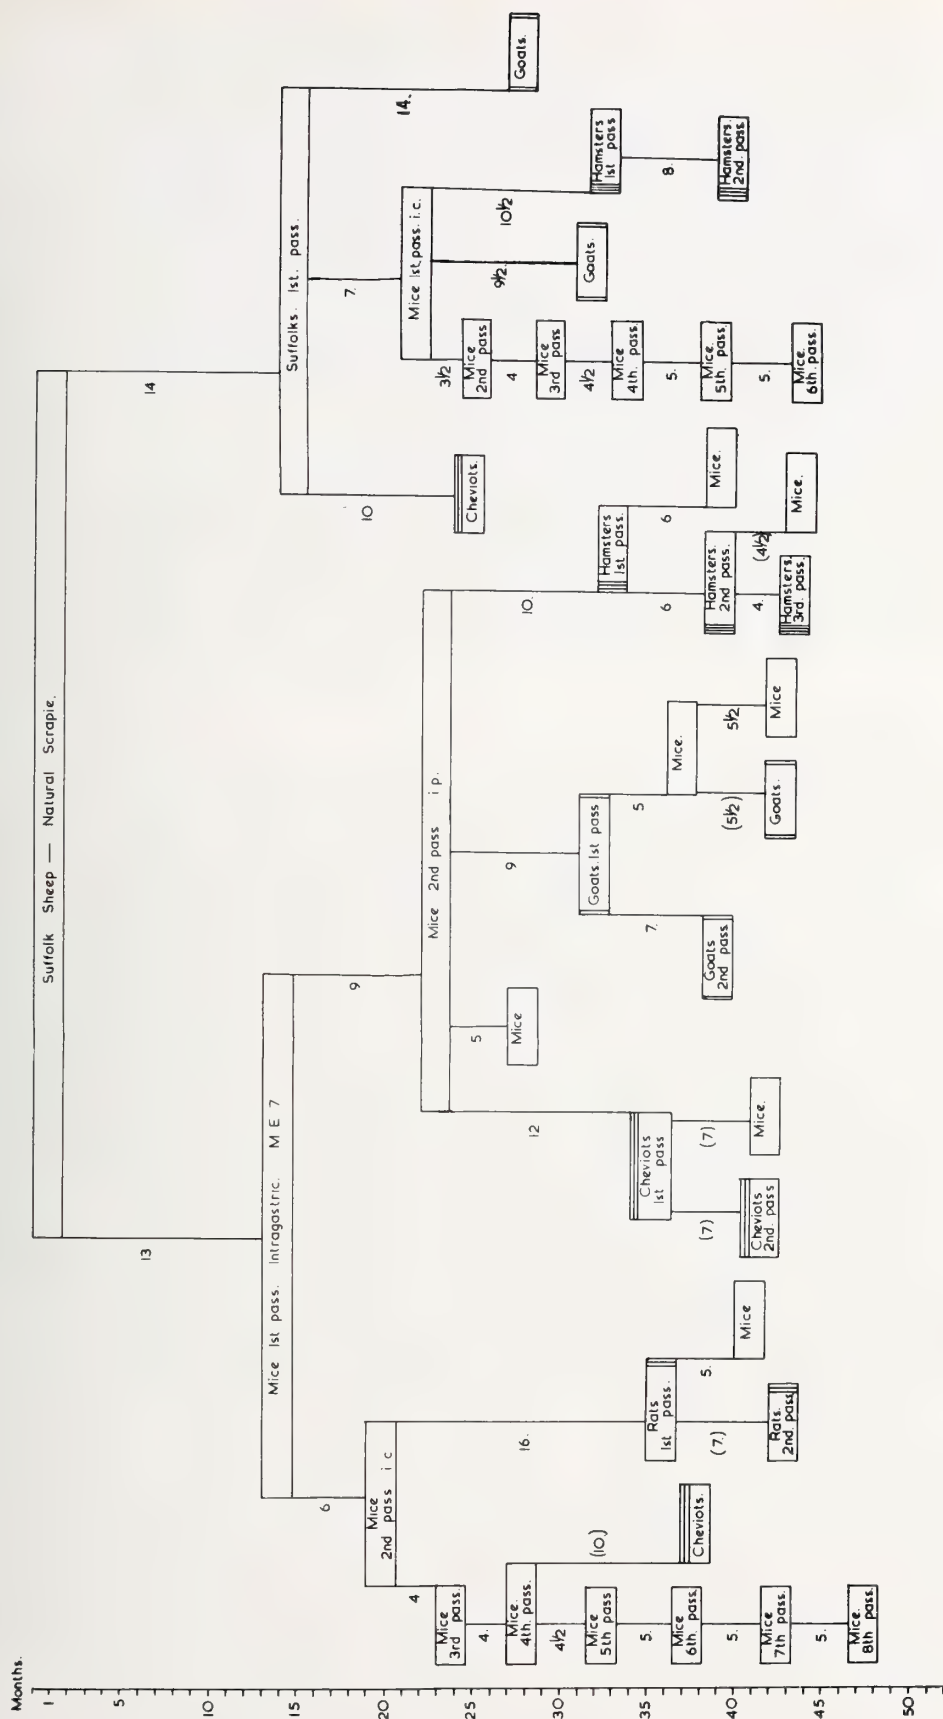 Months.
1
5
10
15
20
25
30
35
40
45
50
Suffolk Sheep — Natural Scrapie.
13
14
Mice 1st pass. Intragastric. M E 7
6
9
Mice
2nd pass i c
4
16.
Mice
3rd pass.
4.
Mice.
4th. pass.
4½
(10)
Mice
5th pass
5.
Mice
6th. pass.
5.
Mice
7th pass.
5.
Mice.
8th pass.
Cheviots.
Rats
1st pass.
(7.)
5.
Rats.
2nd. pass.
Mice
Mice 2nd pass i p.
12
5
9
10.
Cheviots
1st pass
(7)
(7)
Cheviots
2nd. pass
Mice.
Mice
Goats. 1st pass
7.
5
Goats
2nd pass
Mice.
(5½)
5½
Goats.
Mice
Hamsters
1st pass.
6
6
Hamsters
2nd pass.
4.
(4½)
Hamsters.
3rd. pass.
Mice.
Mice.
Suffolks. 1st. pass.
10
7.
14.
Cheviots.
Mice 1st. pass. i.c.
3½
9½.
10½
Mice
2nd pass
4
Mice
3rd pass
4½
Mice
4th. pass
5.
Mice.
5th. pass
5.
Mice.
6th. pass.
Goats.
Hamsters
1st pass
8.
Hamsters.
2nd. pass.
Goats.